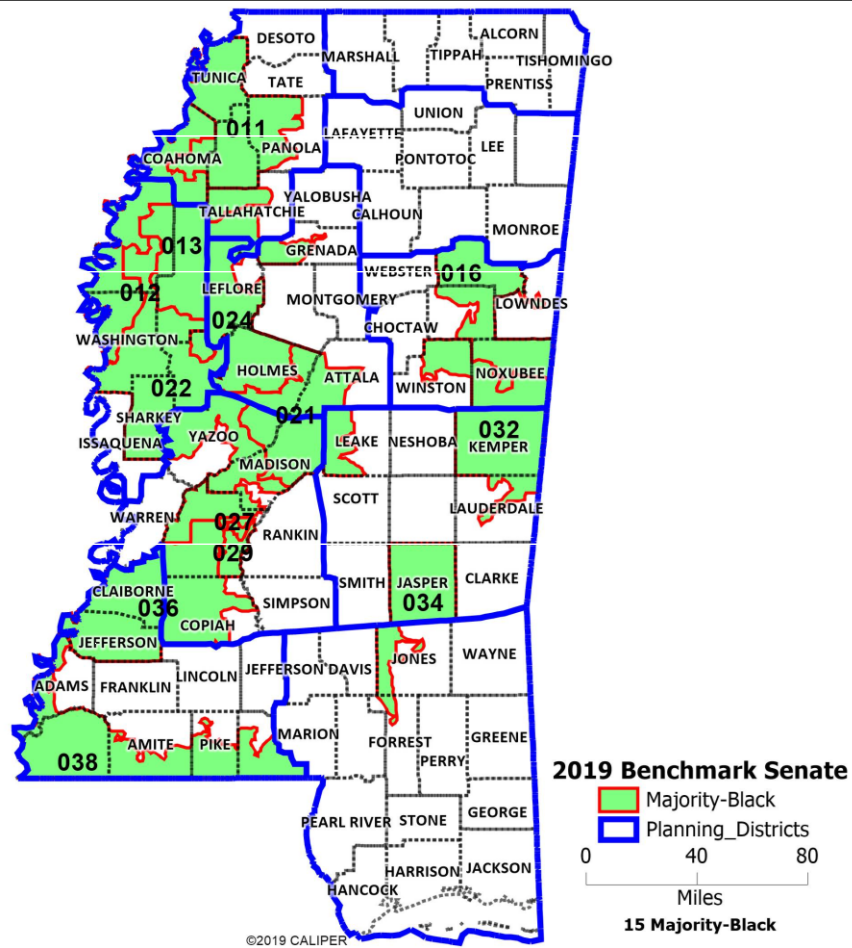 DESOTO
ALCORN
MARSHALL
TIPPAH
TISHOMINGO
TUNICA
TATE
PRENTISS
UNION
011
LAFAYETTE
LEE
PANOLA
COAHOMA
PONTOTOC
YALOBUSHA
TALLAHATCHIE
CALHOUN
MONROE
013
GRENADA
WEBSTER
016
LEFLORE
012
MONTGOMERY
LOWNDES
024
CHOCTAW
WASHINGTON
HOLMES
ATTALA
NOXUBEE
022
WINSTON
SHARKEY
021
032
YAZOO
LEAKE
NESHOBA
ISSAQUENA
KEMPER
MADISON
SCOTT
LAUDERDALE
WARREN
027
RANKIN
029
SMITH
JASPER
CLARKE
CLAIBORNE
036
SIMPSON
034
COPIAH
JEFFERSON
WAYNE
JONES
JEFFERSON DAVIS
LINCOLN
ADAMS
FRANKLIN
MARION
GREENE
AMITE
PIKE
FORREST
038
PERRY
2019 Benchmark Senate
Majority-Black
GEORGE
PEARL RIVER
STONE
Planning_Districts
0 40 80
HARRISON
JACKSON
HANCOCK
Miles
15 Majority-Black
©2019 CALIPER